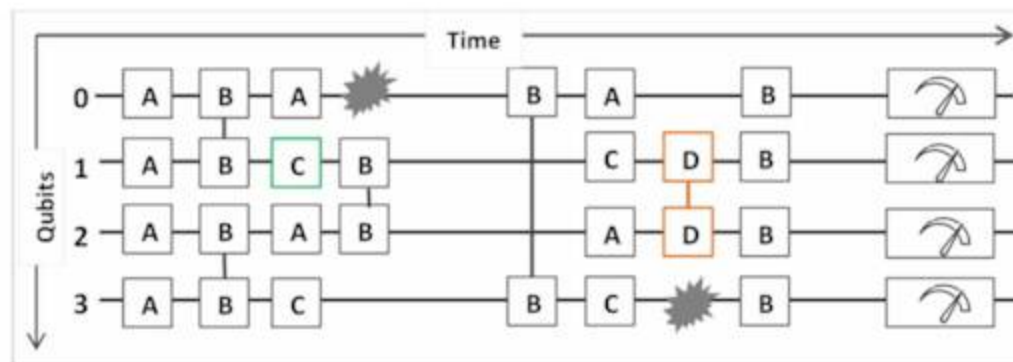 Time
Qubits
0 A B A B A B
1 A B C B C D B
2 A B A B A D B
3 A B C B C B